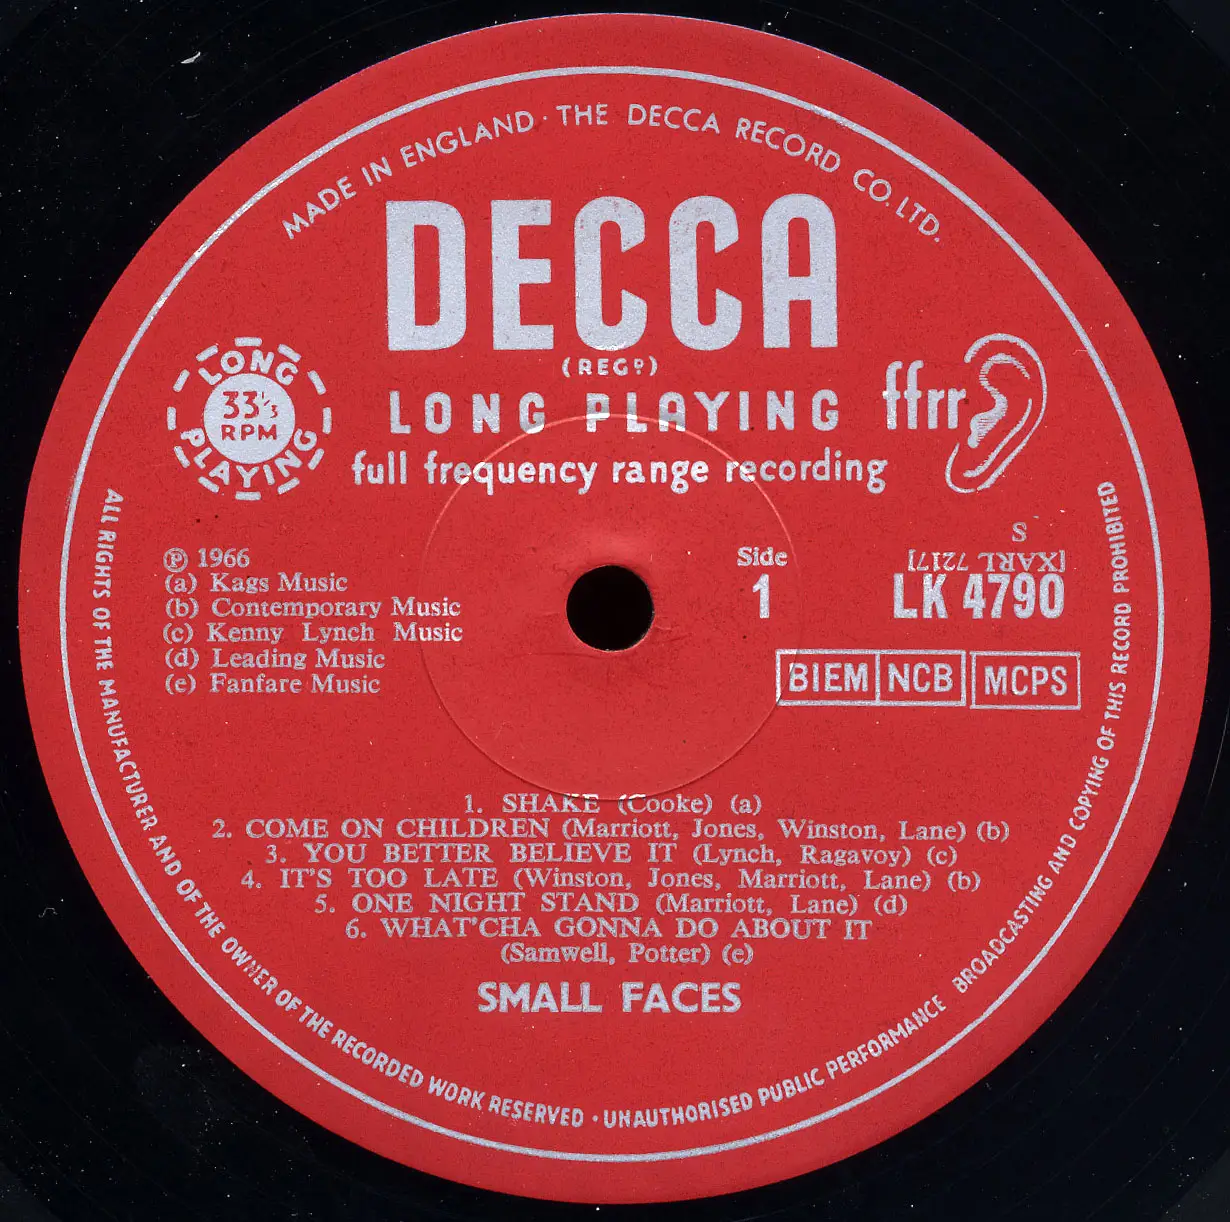 MADE IN ENGLAND · THE DECCA RECORD CO. LTD.
DECCA
(REGD)
LONG PLAYING
33⅓
RPM
LONG PLAYING
ffrr
full frequency range recording
℗ 1966
(a) Kags Music
(b) Contemporary Music
(c) Kenny Lynch Music
(d) Leading Music
(e) Fanfare Music
Side
1
S
[XARL 7217]
LK 4790
BIEM NCB MCPS
1. SHAKE (Cooke) (a)
2. COME ON CHILDREN (Marriott, Jones, Winston, Lane) (b)
3. YOU BETTER BELIEVE IT (Lynch, Ragavoy) (c)
4. IT'S TOO LATE (Winston, Jones, Marriott, Lane) (b)
5. ONE NIGHT STAND (Marriott, Lane) (d)
6. WHAT'CHA GONNA DO ABOUT IT
(Samwell, Potter) (e)
SMALL FACES
ALL RIGHTS OF THE MANUFACTURER AND OF THE OWNER OF THE RECORDED WORK RESERVED · UNAUTHORISED PUBLIC PERFORMANCE BROADCASTING AND COPYING OF THIS RECORD PROHIBITED